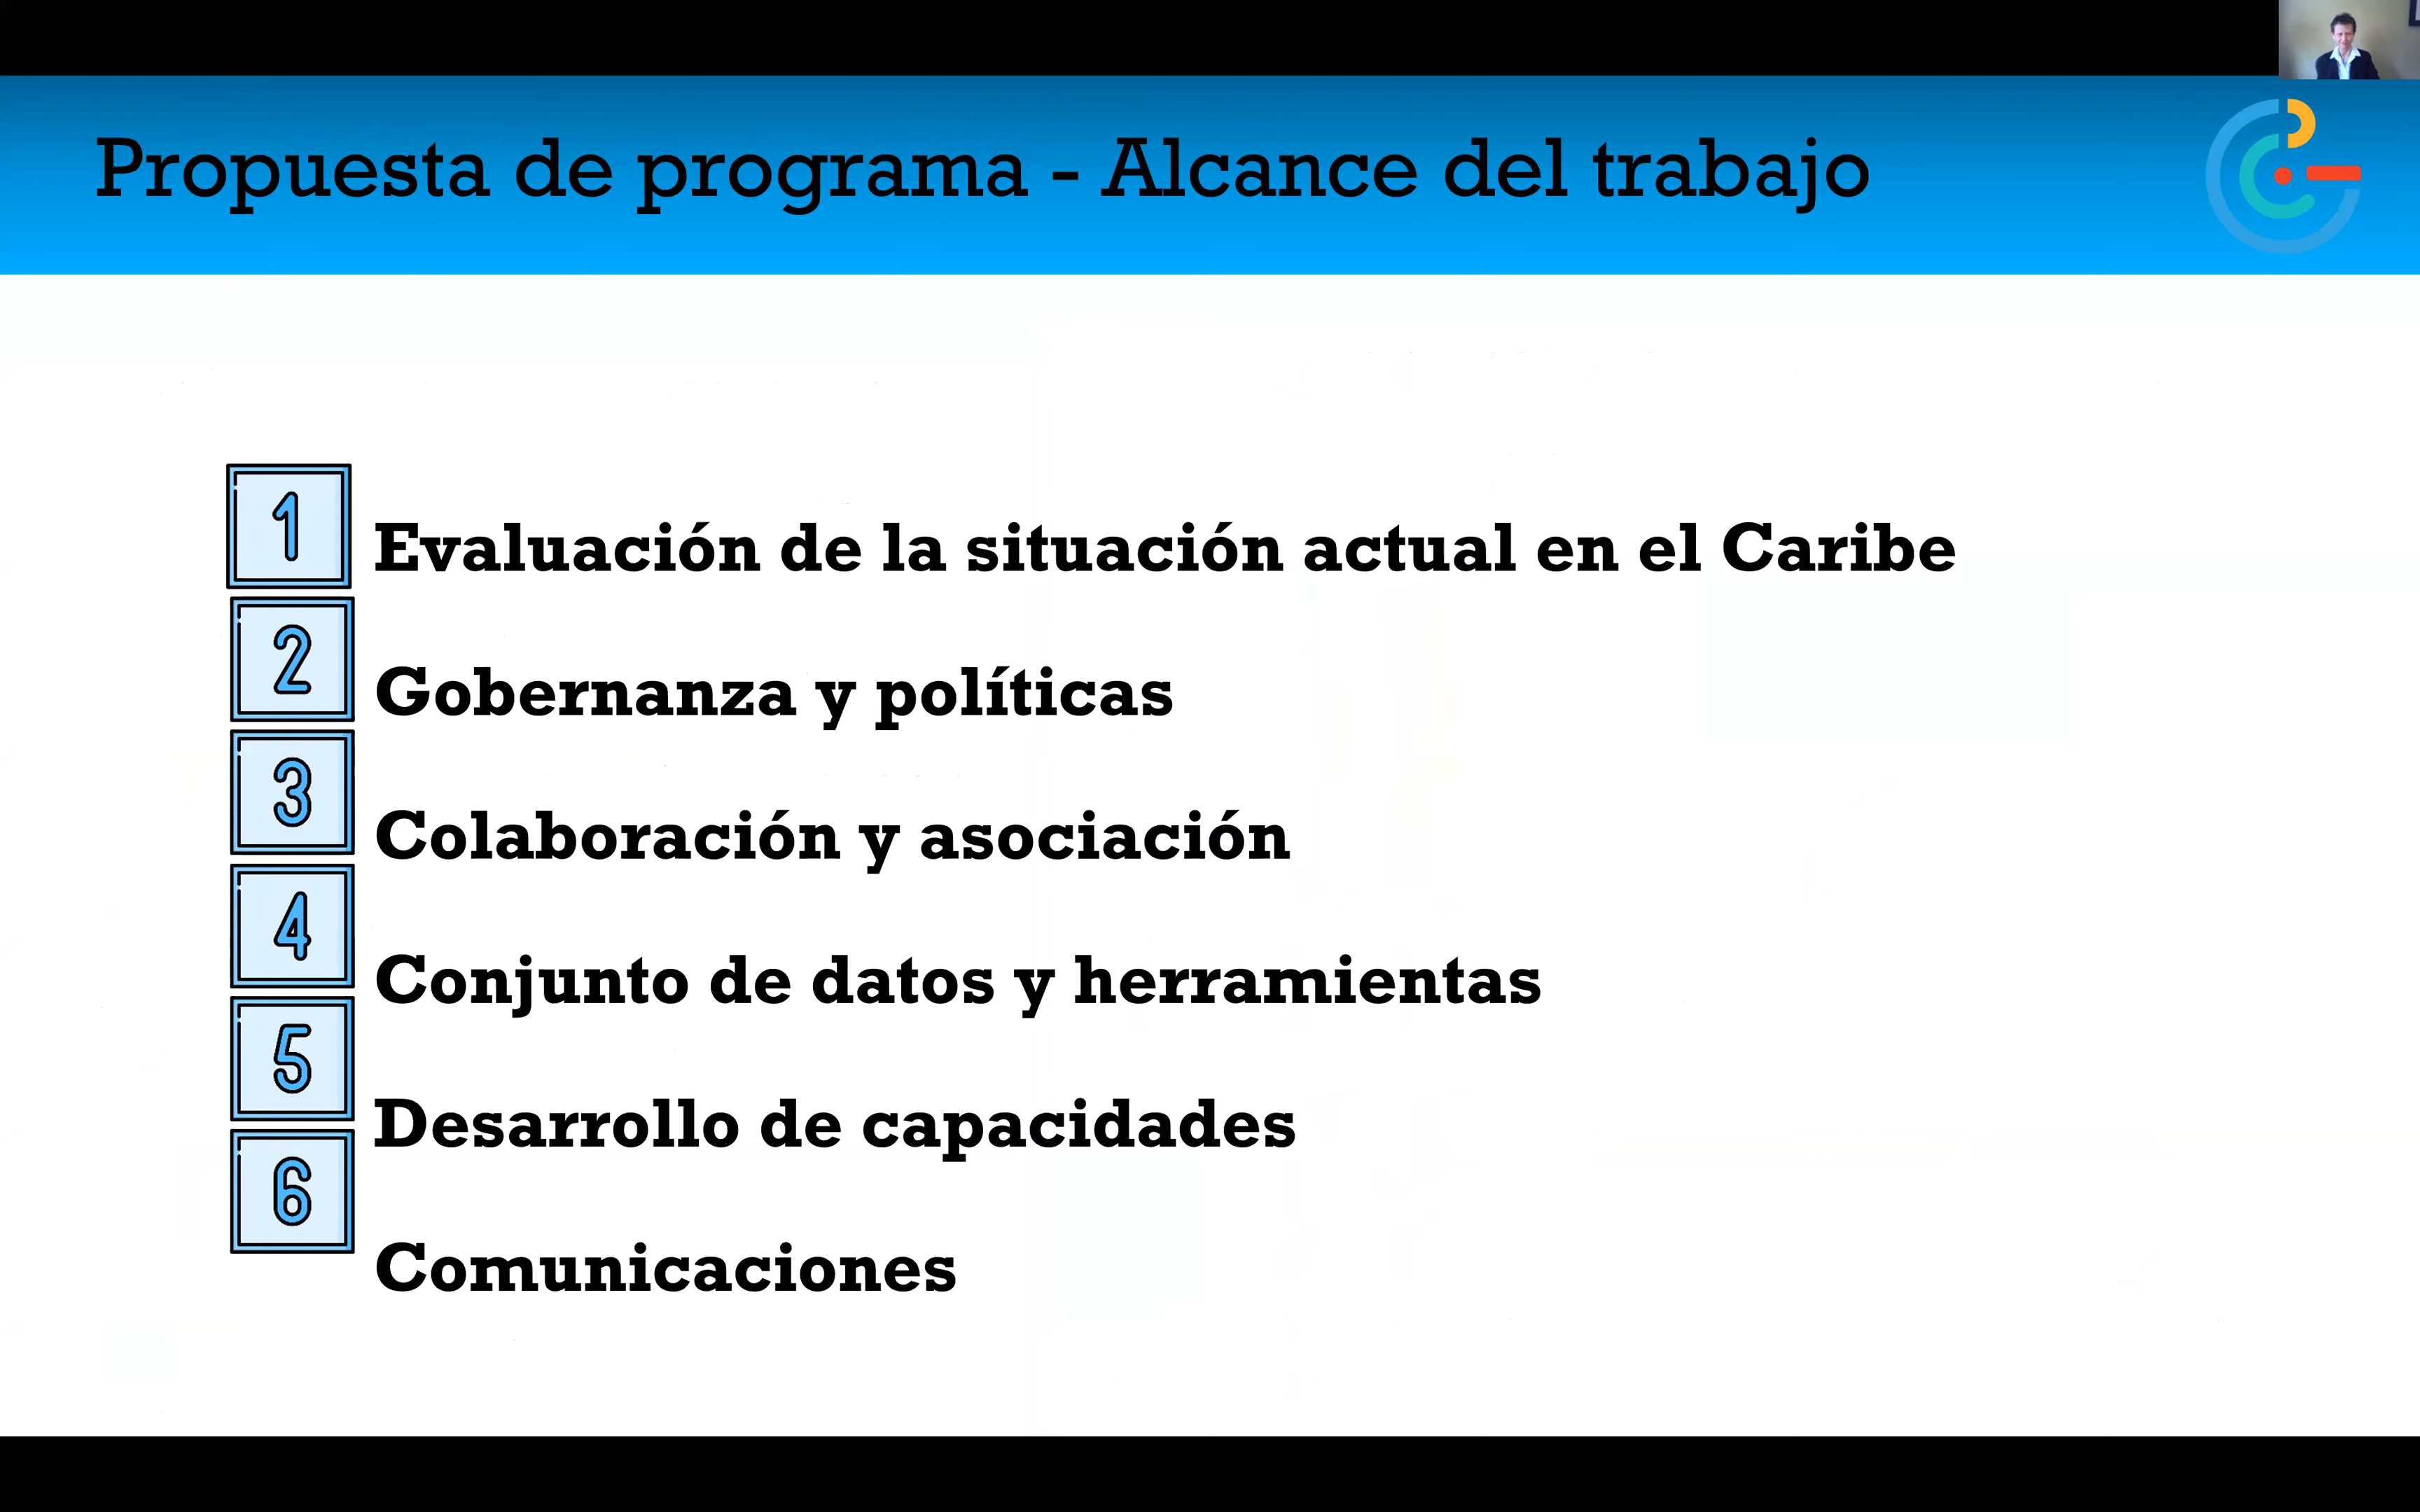 Propuesta de programa - Alcance del trabajo
1 Evaluación de la situación actual en el Caribe
2 Gobernanza y políticas
3 Colaboración y asociación
4 Conjunto de datos y herramientas
5 Desarrollo de capacidades
6 Comunicaciones